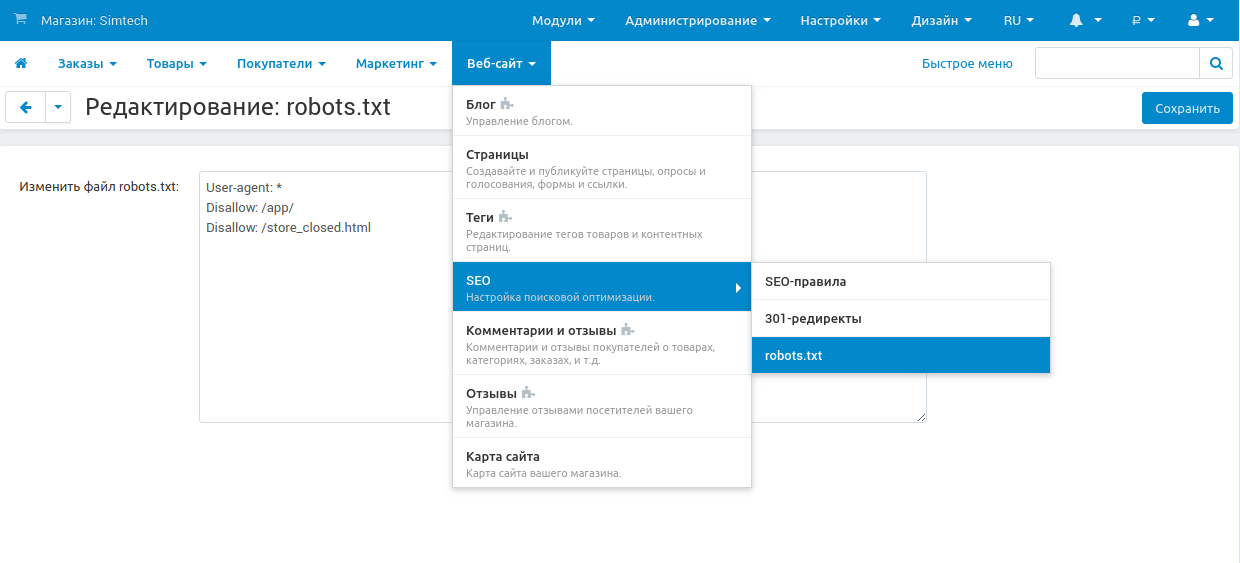 Магазин: Simtech
Модули
Администрирование
Настройки
Дизайн
RU
₽
Заказы
Товары
Покупатели
Маркетинг
Веб-сайт
Быстрое меню
Редактирование: robots.txt
Сохранить
Изменить файл robots.txt:
User-agent: *
Disallow: /app/
Disallow: /store_closed.html
Блог
Управление блогом.
Страницы
Создавайте и публикуйте страницы, опросы и
голосования, формы и ссылки.
Теги
Редактирование тегов товаров и контентных
страниц.
SEO
Настройка поисковой оптимизации.
SEO-правила
301-редиректы
robots.txt
Комментарии и отзывы
Комментарии и отзывы покупателей о товарах,
категориях, заказах, и т.д.
Отзывы
Управление отзывами посетителей вашего
магазина.
Карта сайта
Карта сайта вашего магазина.